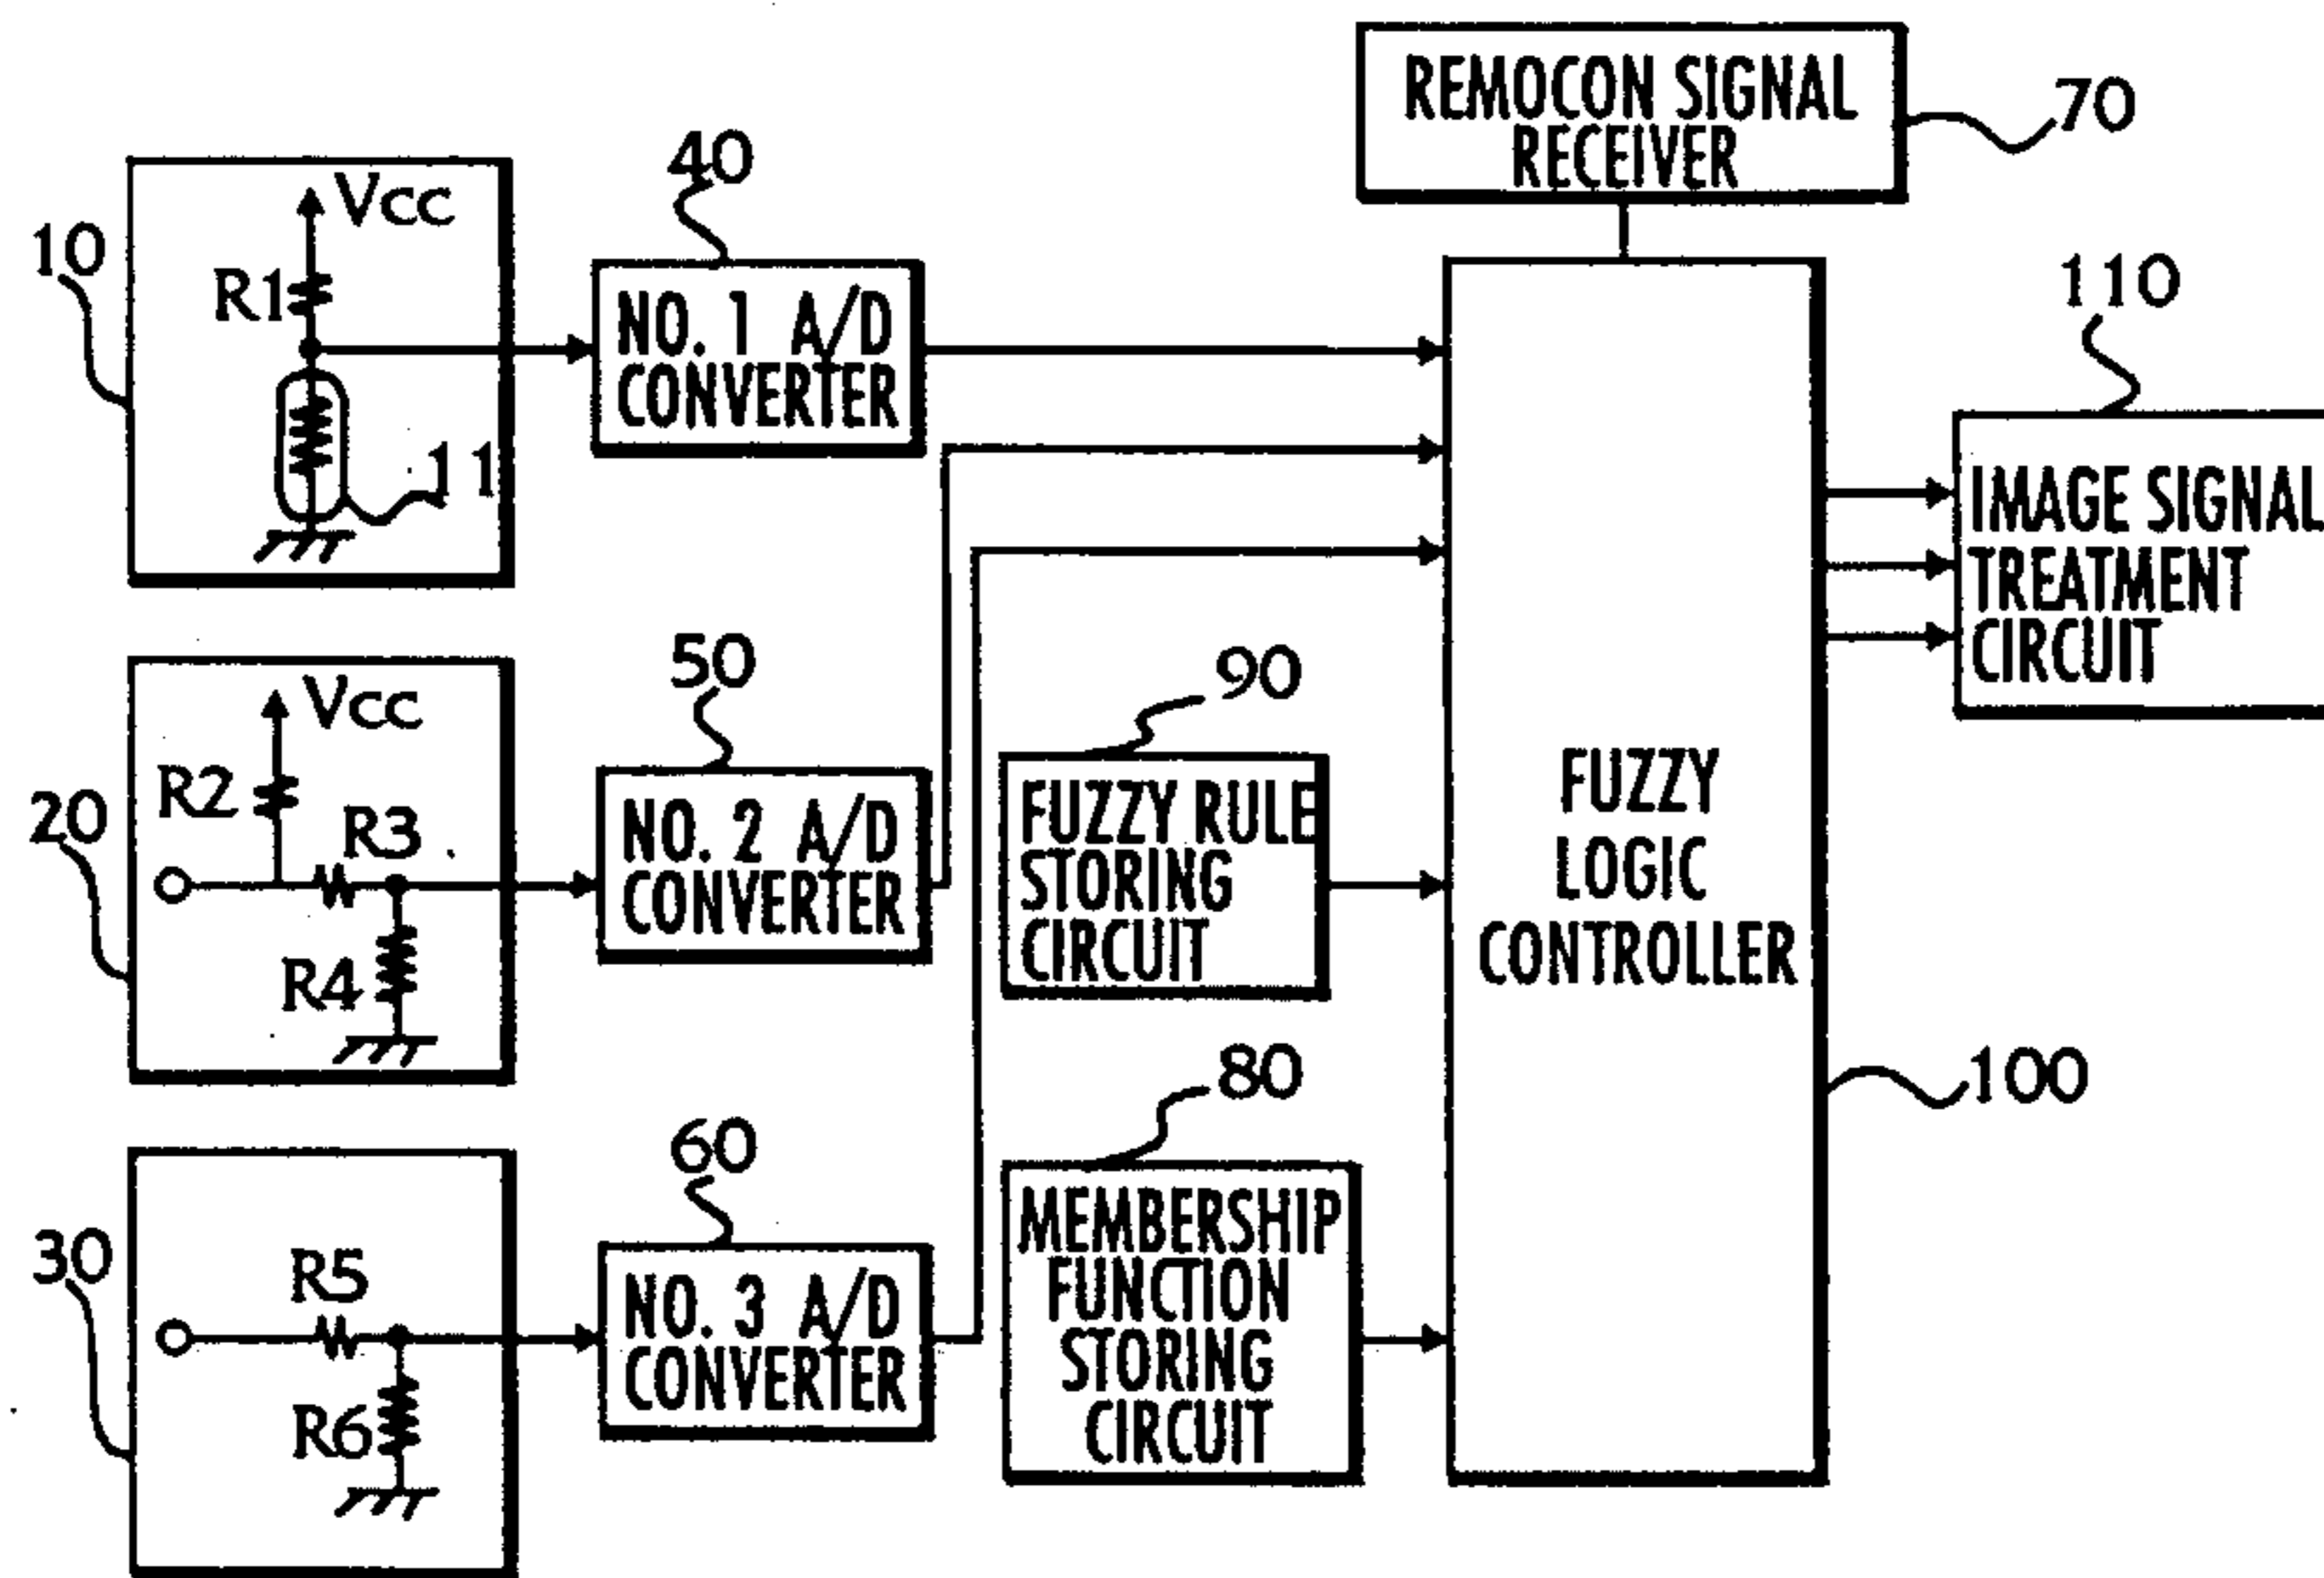 REMOCON SIGNAL
RECEIVER
70
40
Vcc
10
R1
NO. 1 A/D
CONVERTER
11
110
IMAGE SIGNAL
TREATMENT
CIRCUIT
50
90
Vcc
R2
20
R3
NO. 2 A/D
CONVERTER
R4
FUZZY RULE
STORING
CIRCUIT
FUZZY
LOGIC
CONTROLLER
80
100
60
30
R5
R6
NO. 3 A/D
CONVERTER
MEMBERSHIP
FUNCTION
STORING
CIRCUIT